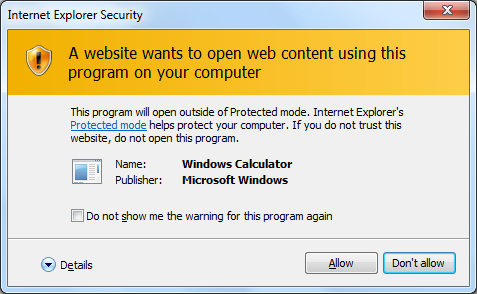 Internet Explorer Security
A website wants to open web content using this
program on your computer
This program will open outside of Protected mode. Internet Explorer's
Protected mode helps protect your computer. If you do not trust this
website, do not open this program.
Name: Windows Calculator
Publisher: Microsoft Windows
Do not show me the warning for this program again
Details Allow Don't allow